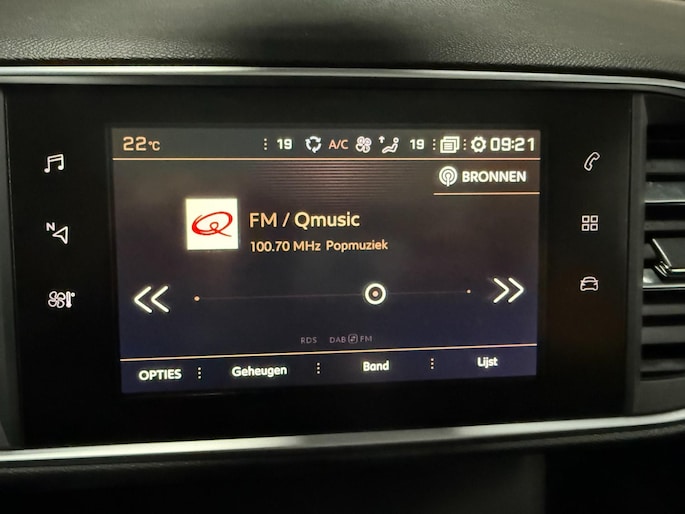 22°C 19 A/C 19 09:21
BRONNEN
FM / Qmusic
100.70 MHz Popmuziek
N
RDS DAB FM
OPTIES Geheugen Band Lijst